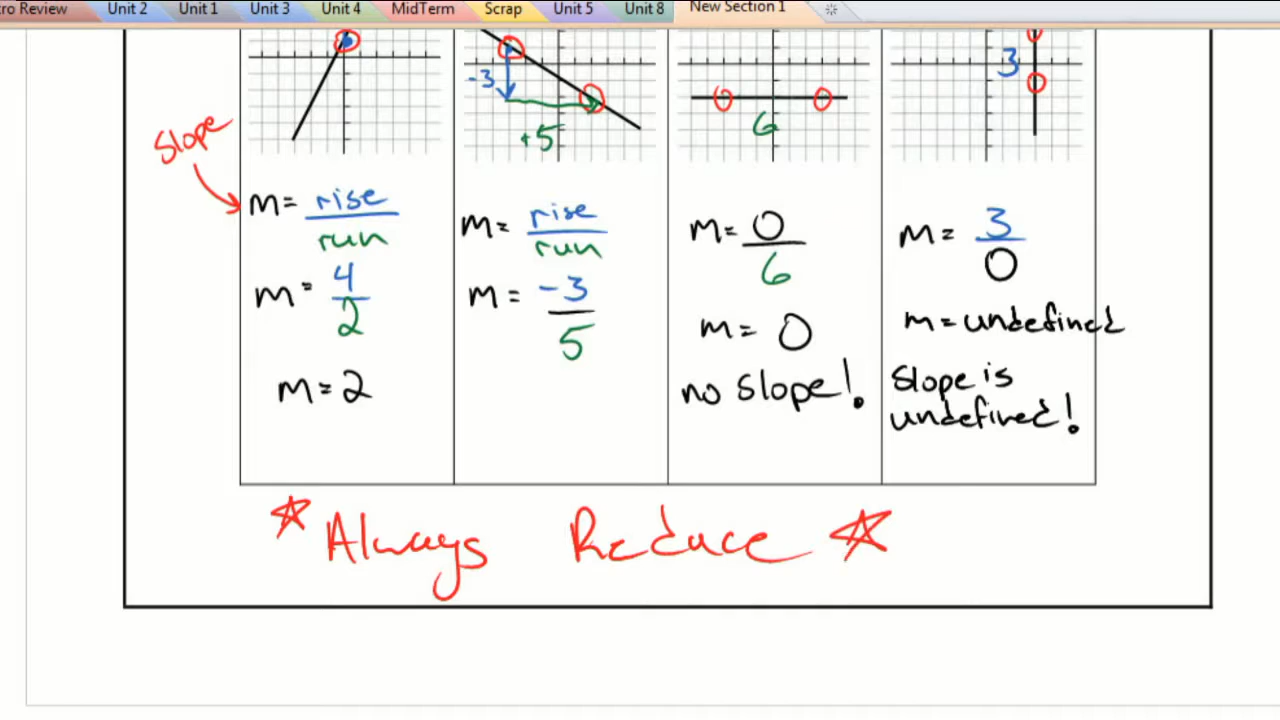 tro Review Unit 2 Unit 1 Unit 3 Unit 4 MidTerm Scrap Unit 5 Unit 8 New Section 1
-3
+5
6
3
Slope
m = rise
run
m = 4
2
m = 2
m = rise
run
m = -3
5
m = 0
6
m = 0
no Slope!
m = 3
0
m = undefined
Slope is
undefined!
* Always Reduce *